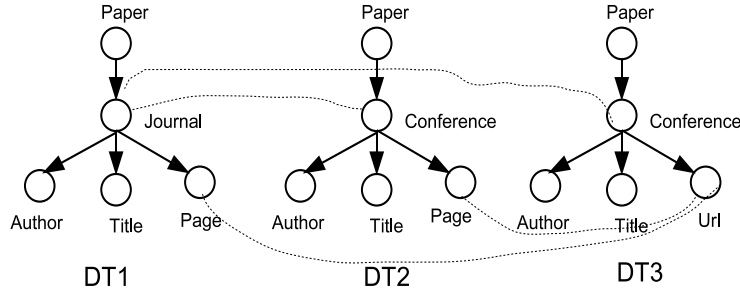 Paper Paper Paper
Journal Conference Conference
Author Title Page Author Title Page Author Title Url
DT1 DT2 DT3